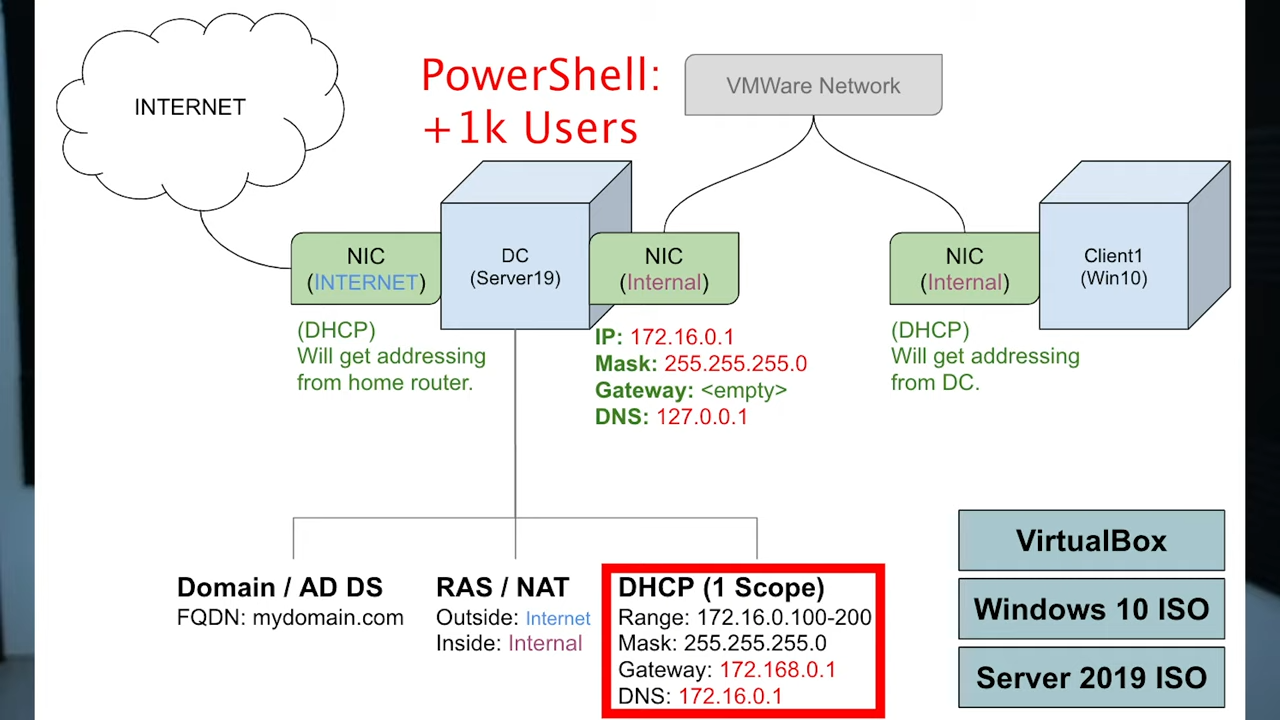 INTERNET
PowerShell:
+1k Users
VMWare Network
NIC
(INTERNET)
DC
(Server19)
NIC
(Internal)
NIC
(Internal)
Client1
(Win10)
(DHCP)
Will get addressing
from home router.
IP: 172.16.0.1
Mask: 255.255.255.0
Gateway: <empty>
DNS: 127.0.0.1
(DHCP)
Will get addressing
from DC.
Domain / AD DS
FQDN: mydomain.com
RAS / NAT
Outside: Internet
Inside: Internal
DHCP (1 Scope)
Range: 172.16.0.100-200
Mask: 255.255.255.0
Gateway: 172.168.0.1
DNS: 172.16.0.1
VirtualBox
Windows 10 ISO
Server 2019 ISO